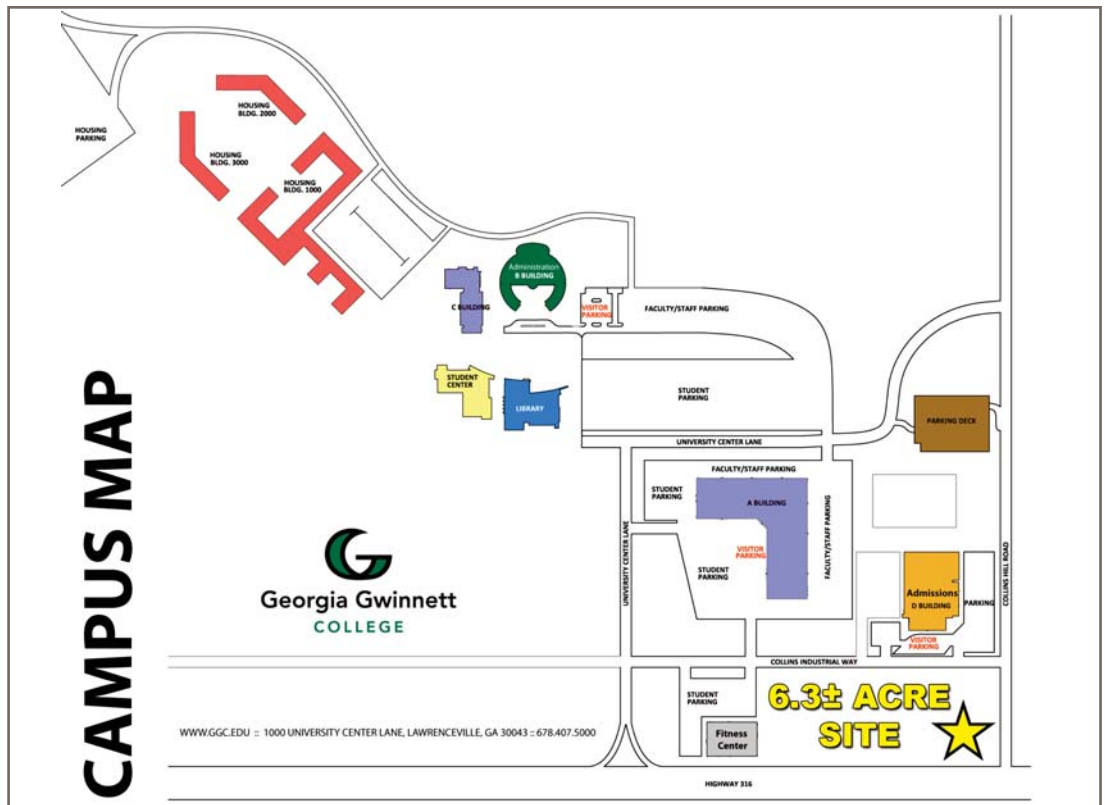 CAMPUS MAP
HOUSING
PARKING
HOUSING
BLDG. 2000
HOUSING
BLDG. 3000
HOUSING
BLDG. 1000
Administration
B BUILDING
C BUILDING
VISITOR
PARKING
FACULTY/STAFF PARKING
STUDENT
CENTER
LIBRARY
STUDENT
PARKING
PARKING DECK
UNIVERSITY CENTER LANE
FACULTY/STAFF PARKING
STUDENT
PARKING
A BUILDING
VISITOR
PARKING
STUDENT
PARKING
FACULTY/STAFF PARKING
UNIVERSITY CENTER LANE
COLLINS HILL ROAD
Admissions
D BUILDING
PARKING
VISITOR
PARKING
Georgia Gwinnett
COLLEGE
COLLINS INDUSTRIAL WAY
STUDENT
PARKING
6.3± ACRE
SITE
WWW.GGC.EDU :: 1000 UNIVERSITY CENTER LANE, LAWRENCEVILLE, GA 30043 :: 678.407.5000
Fitness
Center
HIGHWAY 316